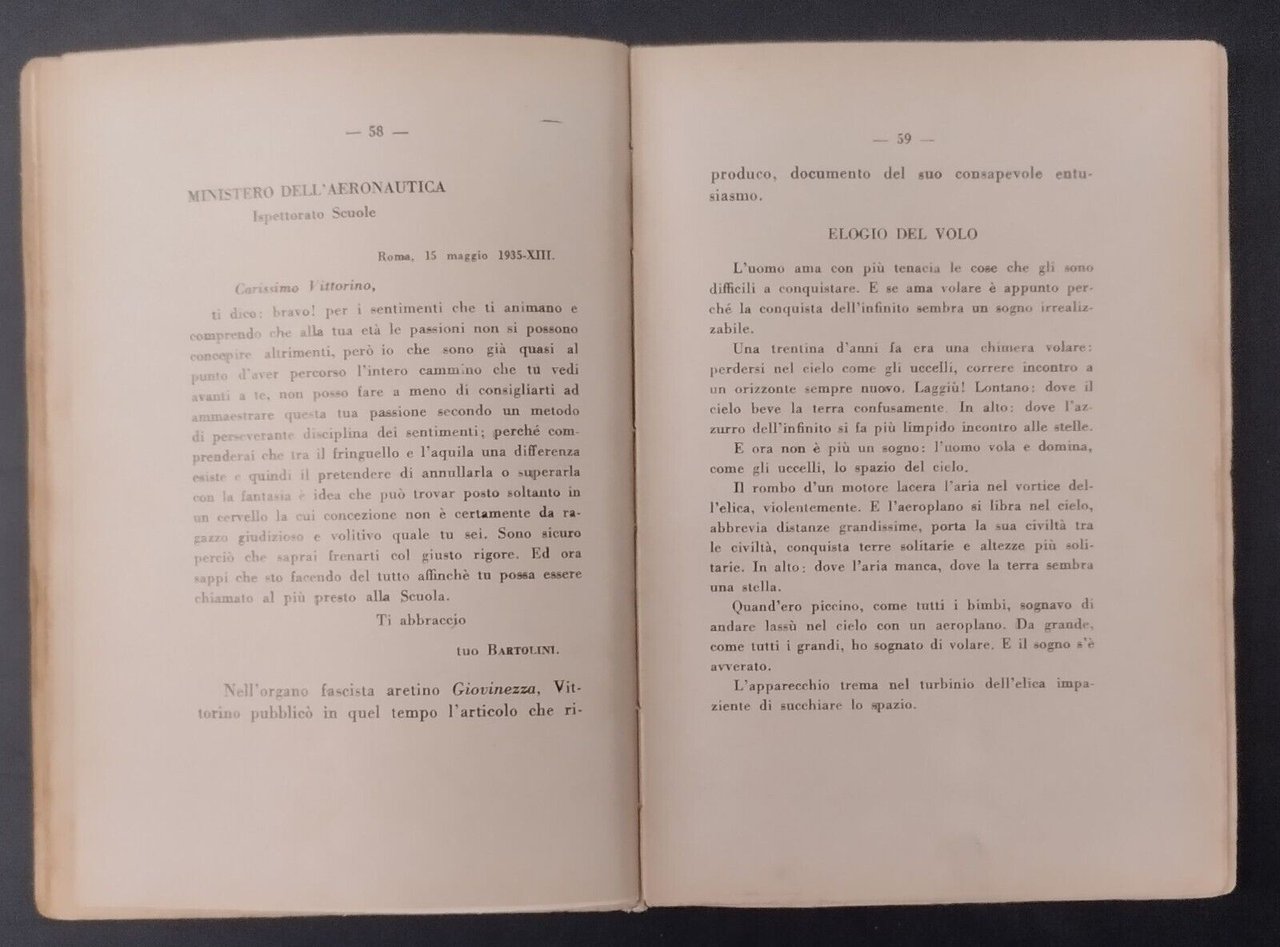 — 58 —
MINISTERO DELL'AERONAUTICA
Ispettorato Scuole
Roma, 15 maggio 1935-XIII.
Carissimo Vittorino,
ti dico: bravo! per i sentimenti che ti animano e
comprendo che alla tua età le passioni non si possono
concepire altrimenti, però io che sono già quasi al
punto d'aver percorso l'intero cammino che tu vedi
avanti a te, non posso fare a meno di consigliarti ad
ammaestrare questa tua passione secondo un metodo
di perseverante disciplina dei sentimenti; perché com-
prenderai che tra il fringuello e l'aquila una differenza
esiste e quindi il pretendere di annullarla o superarla
con la fantasia è idea che può trovar posto soltanto in
un cervello la cui concezione non è certamente da ra-
gazzo giudizioso e volitivo quale tu sei. Sono sicuro
perciò che saprai frenarti col giusto rigore. Ed ora
sappi che sto facendo del tutto affinchè tu possa essere
chiamato al più presto alla Scuola.
Ti abbraccio
tuo BARTOLINI.
Nell'organo fascista aretino Giovinezza, Vit-
torino pubblicò in quel tempo l'articolo che ri-
— 59 —
produco, documento del suo consapevole entu-
siasmo.
ELOGIO DEL VOLO
L'uomo ama con più tenacia le cose che gli sono
difficili a conquistare. E se ama volare è appunto per-
ché la conquista dell'infinito sembra un sogno irrealiz-
zabile.
Una trentina d'anni fa era una chimera volare:
perdersi nel cielo come gli uccelli, correre incontro a
un orizzonte sempre nuovo. Laggiù! Lontano: dove il
cielo beve la terra confusamente. In alto: dove l'az-
zurro dell'infinito si fa più limpido incontro alle stelle.
E ora non è più un sogno: l'uomo vola e domina,
come gli uccelli, lo spazio del cielo.
Il rombo d'un motore lacera l'aria nel vortice del-
l'elica, violentemente. E l'aeroplano si libra nel cielo,
abbrevia distanze grandissime, porta la sua civiltà tra
le civiltà, conquista terre solitarie e altezze più soli-
tarie. In alto: dove l'aria manca, dove la terra sembra
una stella.
Quand'ero piccino, come tutti i bimbi, sognavo di
andare lassù nel cielo con un aeroplano. Da grande,
come tutti i grandi, ho sognato di volare. E il sogno s'è
avverato.
L'apparecchio trema nel turbinio dell'elica impa-
ziente di succhiare lo spazio.